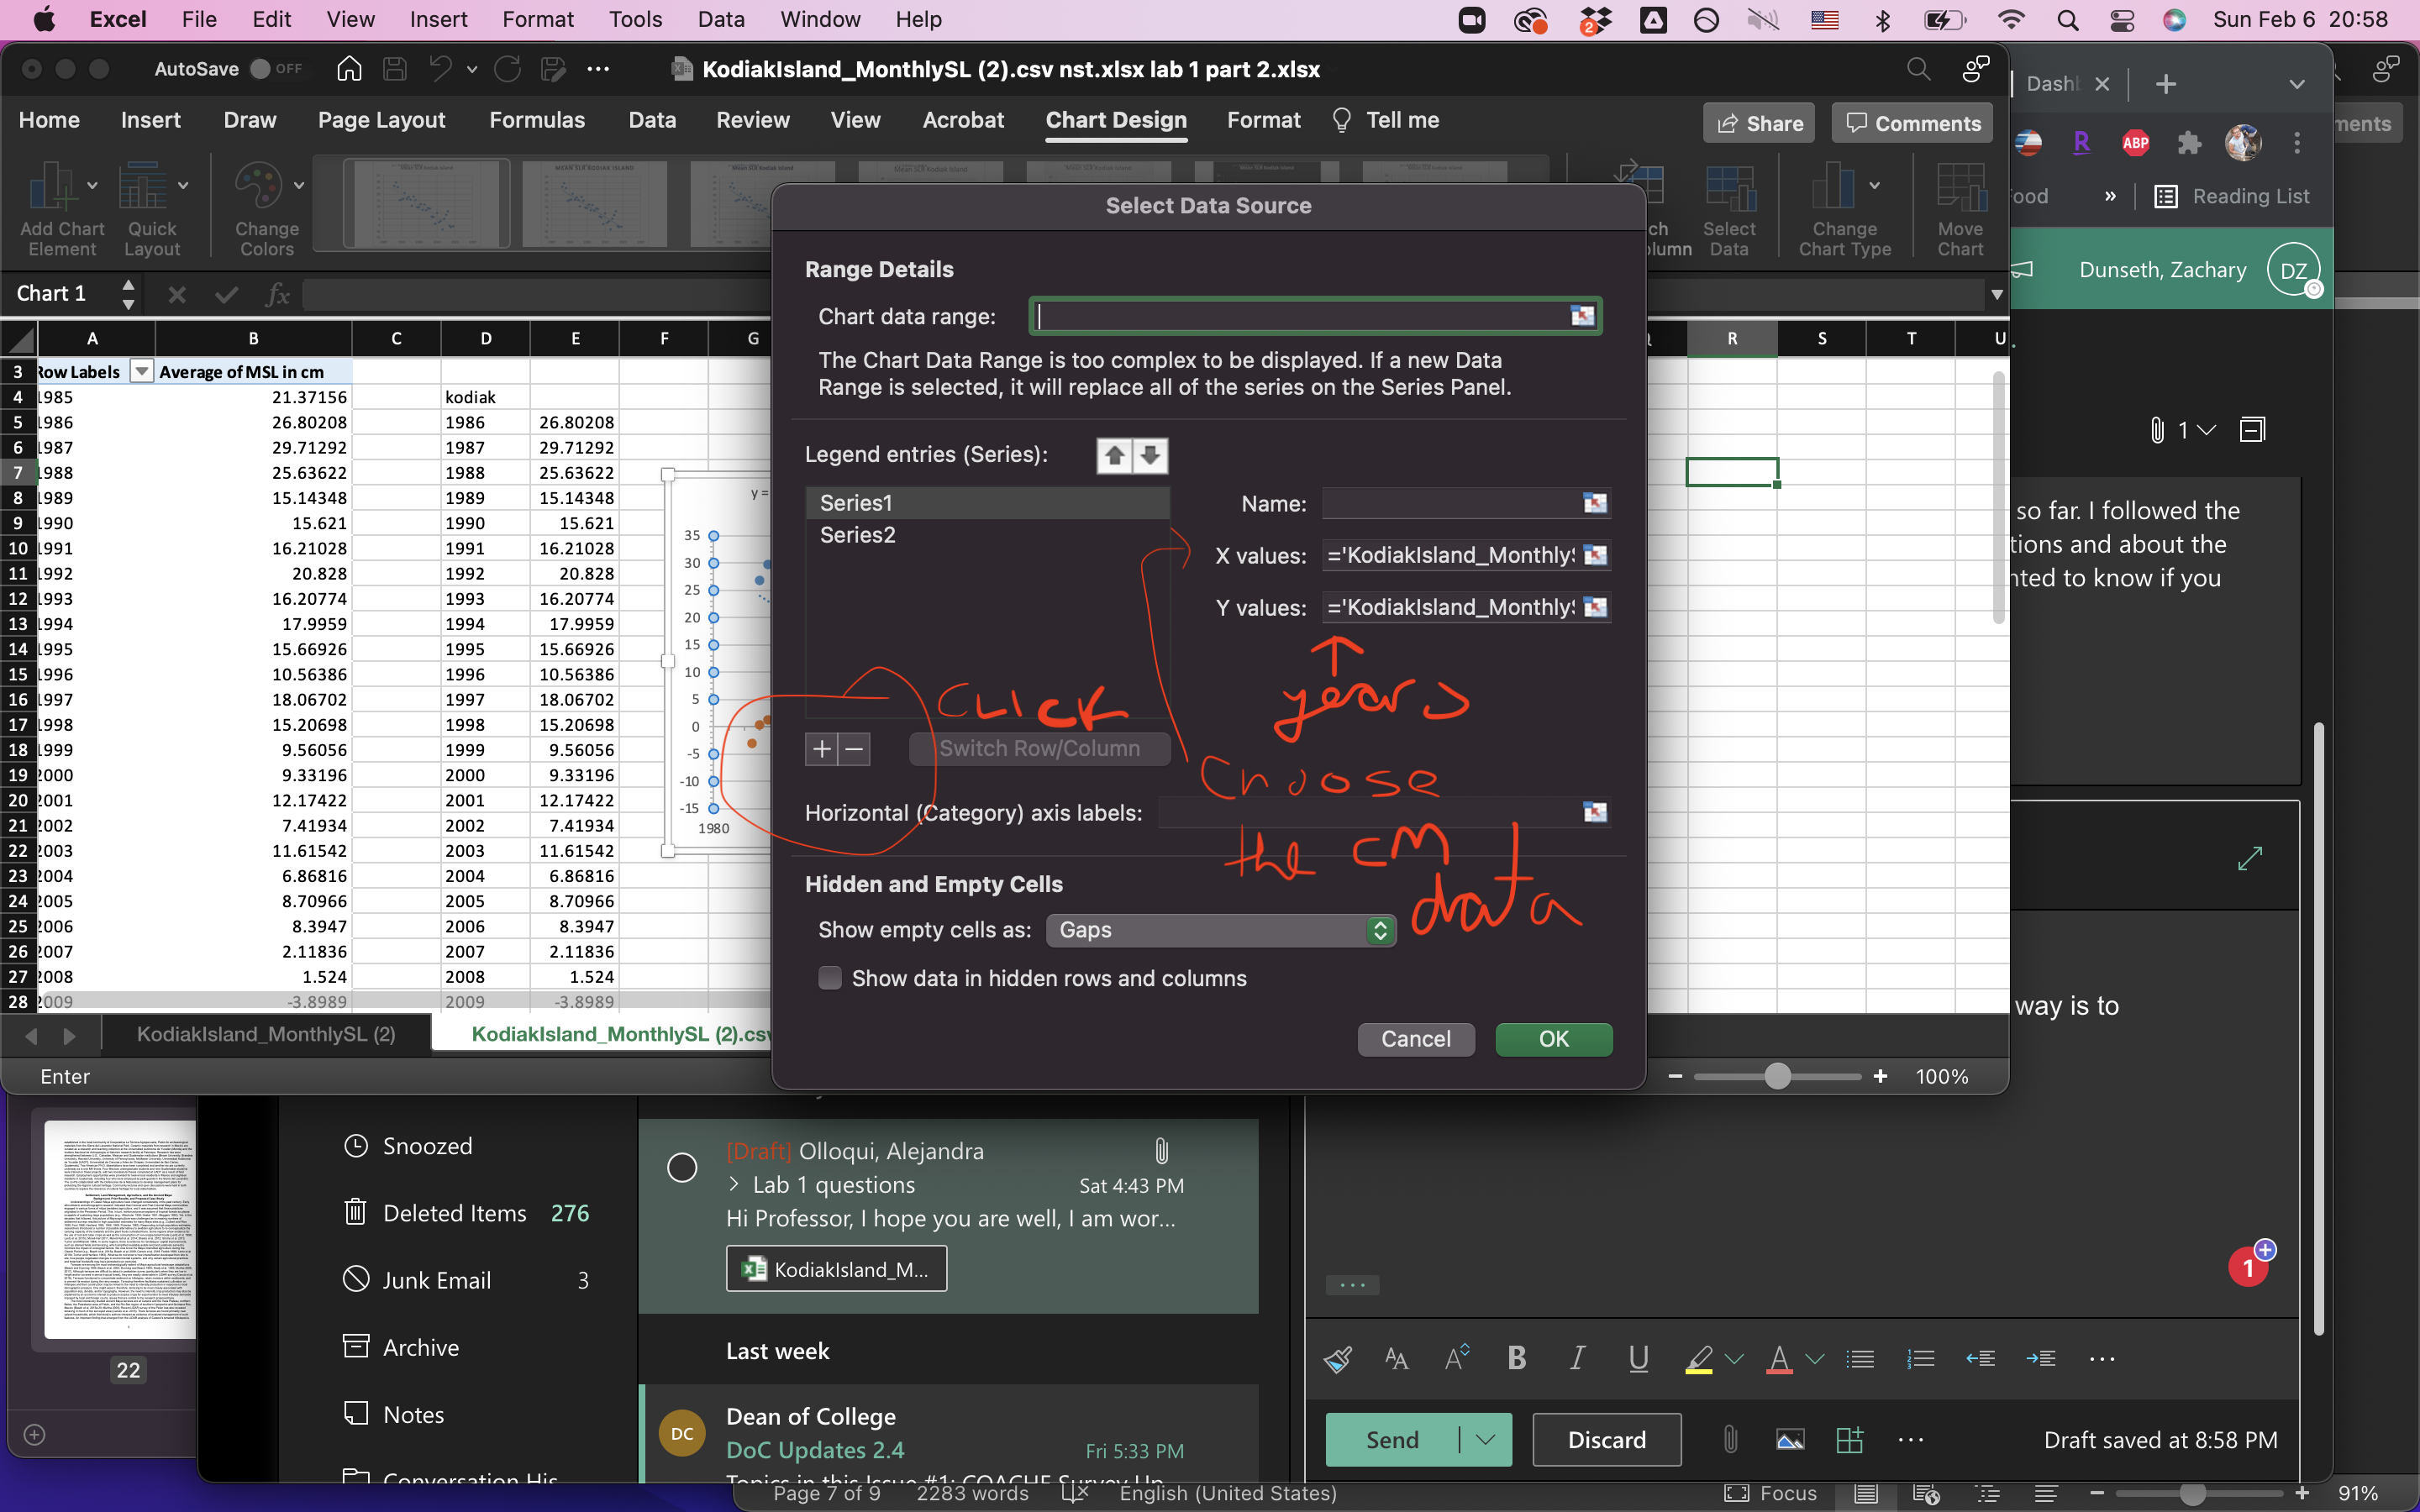 Excel File Edit View Insert Format Tools Data Window Help
2
Sun Feb 6 20:58
AutoSave OFF
KodiakIsland_MonthlySL (2).csv nst.xlsx lab 1 part 2.xlsx
Home Insert Draw Page Layout Formulas Data Review View Acrobat Chart Design Format Tell me
Share Comments
Add Chart Element
Quick Layout
Change Colors
ch
lumn
Select Data
Change Chart Type
Move Chart
Chart 1
fx
A B C D E F G R S T U
3 Row Labels Average of MSL in cm
4 1985 21.37156 kodiak
5 1986 26.80208 1986 26.80208
6 1987 29.71292 1987 29.71292
7 1988 25.63622 1988 25.63622
8 1989 15.14348 1989 15.14348
9 1990 15.621 1990 15.621
10 1991 16.21028 1991 16.21028
11 1992 20.828 1992 20.828
12 1993 16.20774 1993 16.20774
13 1994 17.9959 1994 17.9959
14 1995 15.66926 1995 15.66926
15 1996 10.56386 1996 10.56386
16 1997 18.06702 1997 18.06702
17 1998 15.20698 1998 15.20698
18 1999 9.56056 1999 9.56056
19 2000 9.33196 2000 9.33196
20 2001 12.17422 2001 12.17422
21 2002 7.41934 2002 7.41934
22 2003 11.61542 2003 11.61542
23 2004 6.86816 2004 6.86816
24 2005 8.70966 2005 8.70966
25 2006 8.3947 2006 8.3947
26 2007 2.11836 2007 2.11836
27 2008 1.524 2008 1.524
28 2009 -3.8989 2009 -3.8989
y =
35
30
25
20
15
10
5
0
-5
-10
-15
1980
KodiakIsland_MonthlySL (2)
KodiakIsland_MonthlySL (2).csv
Enter
100%
Select Data Source
Range Details
Chart data range:
The Chart Data Range is too complex to be displayed. If a new Data
Range is selected, it will replace all of the series on the Series Panel.
Legend entries (Series):
Series1
Series2
Name:
X values: ='KodiakIsland_Monthly
Y values: ='KodiakIsland_Monthly
Switch Row/Column
Horizontal (Category) axis labels:
Hidden and Empty Cells
Show empty cells as: Gaps
Show data in hidden rows and columns
Cancel OK
CLICK
years
Choose
the cM
data
Dash
ments
R ABP
ood » Reading List
Dunseth, Zachary DZ
1
so far. I followed the
tions and about the
nted to know if you
way is to
Snoozed
Deleted Items 276
Junk Email 3
Archive
Notes
Conversation His
[Draft] Olloqui, Alejandra
Lab 1 questions Sat 4:43 PM
Hi Professor, I hope you are well, I am wor...
KodiakIsland_M...
Last week
DC
Dean of College
DoC Updates 2.4 Fri 5:33 PM
Topics in this Issue #1: COACHE Survey Up
1
B I U
Send Discard
Draft saved at 8:58 PM
22
Page 7 of 9 2283 words English (United States) Focus 91%